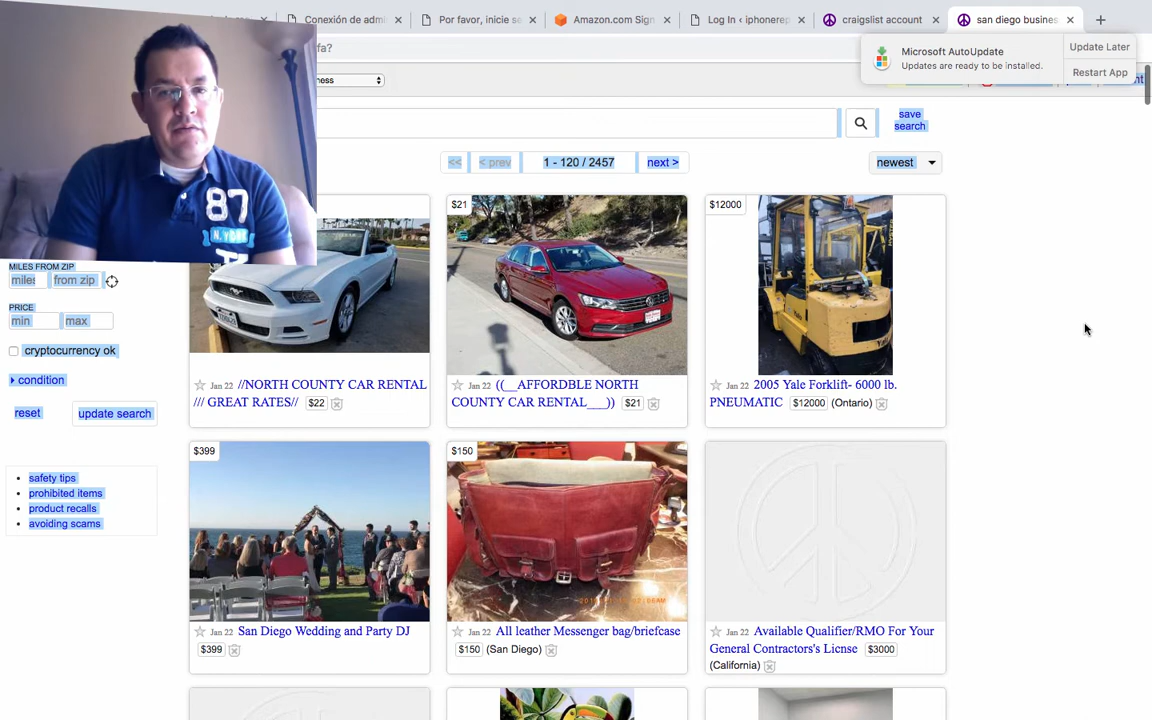 Conexión de admi
Por favor, inicie se
Amazon.com Sign
Log In ‹ iphonerep
craigslist account
san diego busines
fa?
Microsoft AutoUpdate
Updates are ready to be installed.
Update Later
Restart App
ness
save
search
<<
< prev
1 - 120 / 2457
next >
newest
87
N.YORK
MILES FROM ZIP
miles
from zip
PRICE
min
max
cryptocurrency ok
condition
reset
update search
safety tips
prohibited items
product recalls
avoiding scams
Jan 22 //NORTH COUNTY CAR RENTAL
/// GREAT RATES// $22
$21
Jan 22 ((__AFFORDBLE NORTH
COUNTY CAR RENTAL___)) $21
$12000
Jan 22 2005 Yale Forklift- 6000 lb.
PNEUMATIC $12000 (Ontario)
$399
Jan 22 San Diego Wedding and Party DJ
$399
$150
Jan 22 All leather Messenger bag/briefcase
$150 (San Diego)
Jan 22 Available Qualifier/RMO For Your
General Contractors's Licnse $3000
(California)